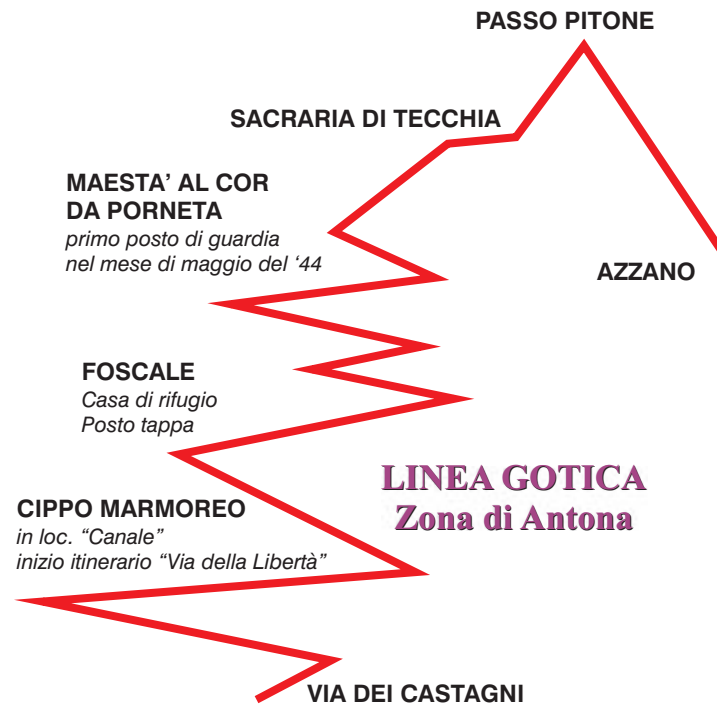 PASSO PITONE
SACRARIA DI TECCHIA
MAESTA’ AL COR
DA PORNETA
primo posto di guardia
nel mese di maggio del ‘44
AZZANO
FOSCALE
Casa di rifugio
Posto tappa
LINEA GOTICA
Zona di Antona
CIPPO MARMOREO
in loc. “Canale”
inizio itinerario “Via della Libertà”
VIA DEI CASTAGNI